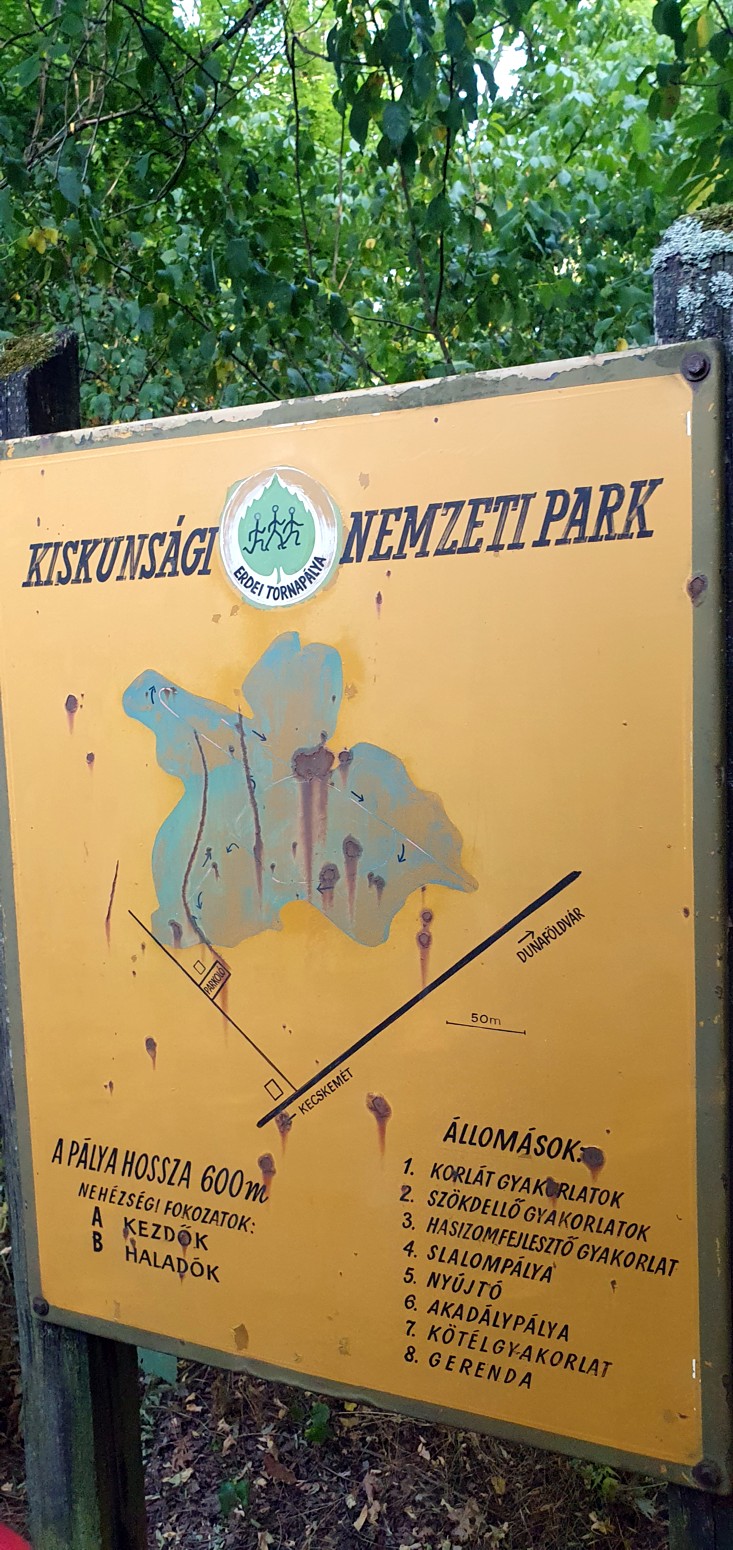 KISKUNSÁGI NEMZETI PARK
ERDEI TORNAPÁLYA
DUNAFÖLDVÁR
PARKOLÓ
50m
KECSKEMÉT
A PÁLYA HOSSZA 600m
NEHÉZSÉGI FOKOZATOK:
A KEZDŐK
B HALADÓK
ÁLLOMÁSOK:
1. KORLÁT GYAKORLATOK
2. SZÖKDELLŐ GYAKORLATOK
3. HASIZOMFEJLESZTŐ GYAKORLAT
4. SLALOMPÁLYA
5. NYÚJTÓ
6. AKADÁLYPÁLYA
7. KÖTÉLGYAKORLAT
8. GERENDA